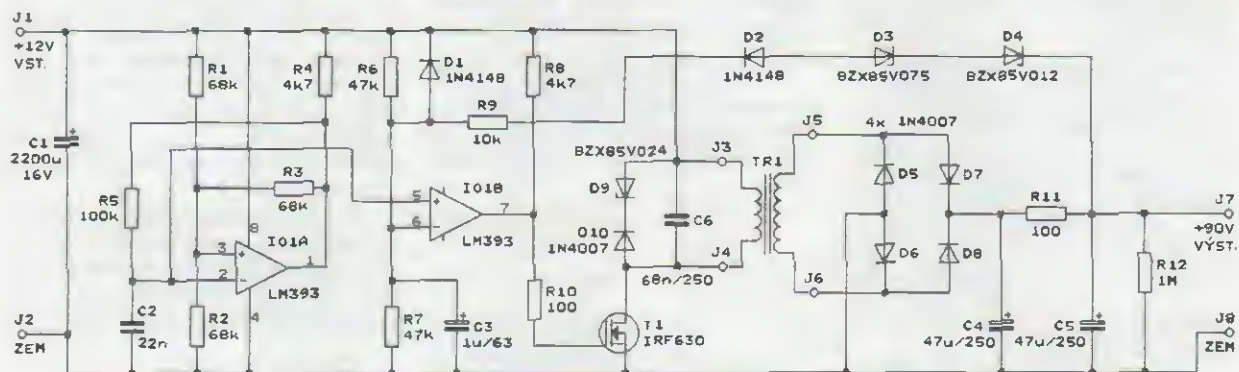 J1
+12V
VST.
C1
2200u
16V
J2
ZEM
R1
68k
R4
4k7
R6
47k
D1
1N4148
R8
4k7
R9
10k
D2
1N4148
D3
BZX85V075
D4
BZX85V012
R5
100k
R3
68k
8
3
2
1
4
IO1A
LM393
C2
22n
R2
68k
R7
47k
C3
1u/63
5
6
7
IO1B
LM393
R10
100
BZX85V024
D9
D10
1N4007
C6
68n/250
T1
IRF630
J3
J4
TR1
J5
J6
4x 1N4007
D5
D7
D6
D8
R11
100
C4
47u/250
C5
47u/250
R12
1M
J7
+90V
VÝST.
J8
ZEM